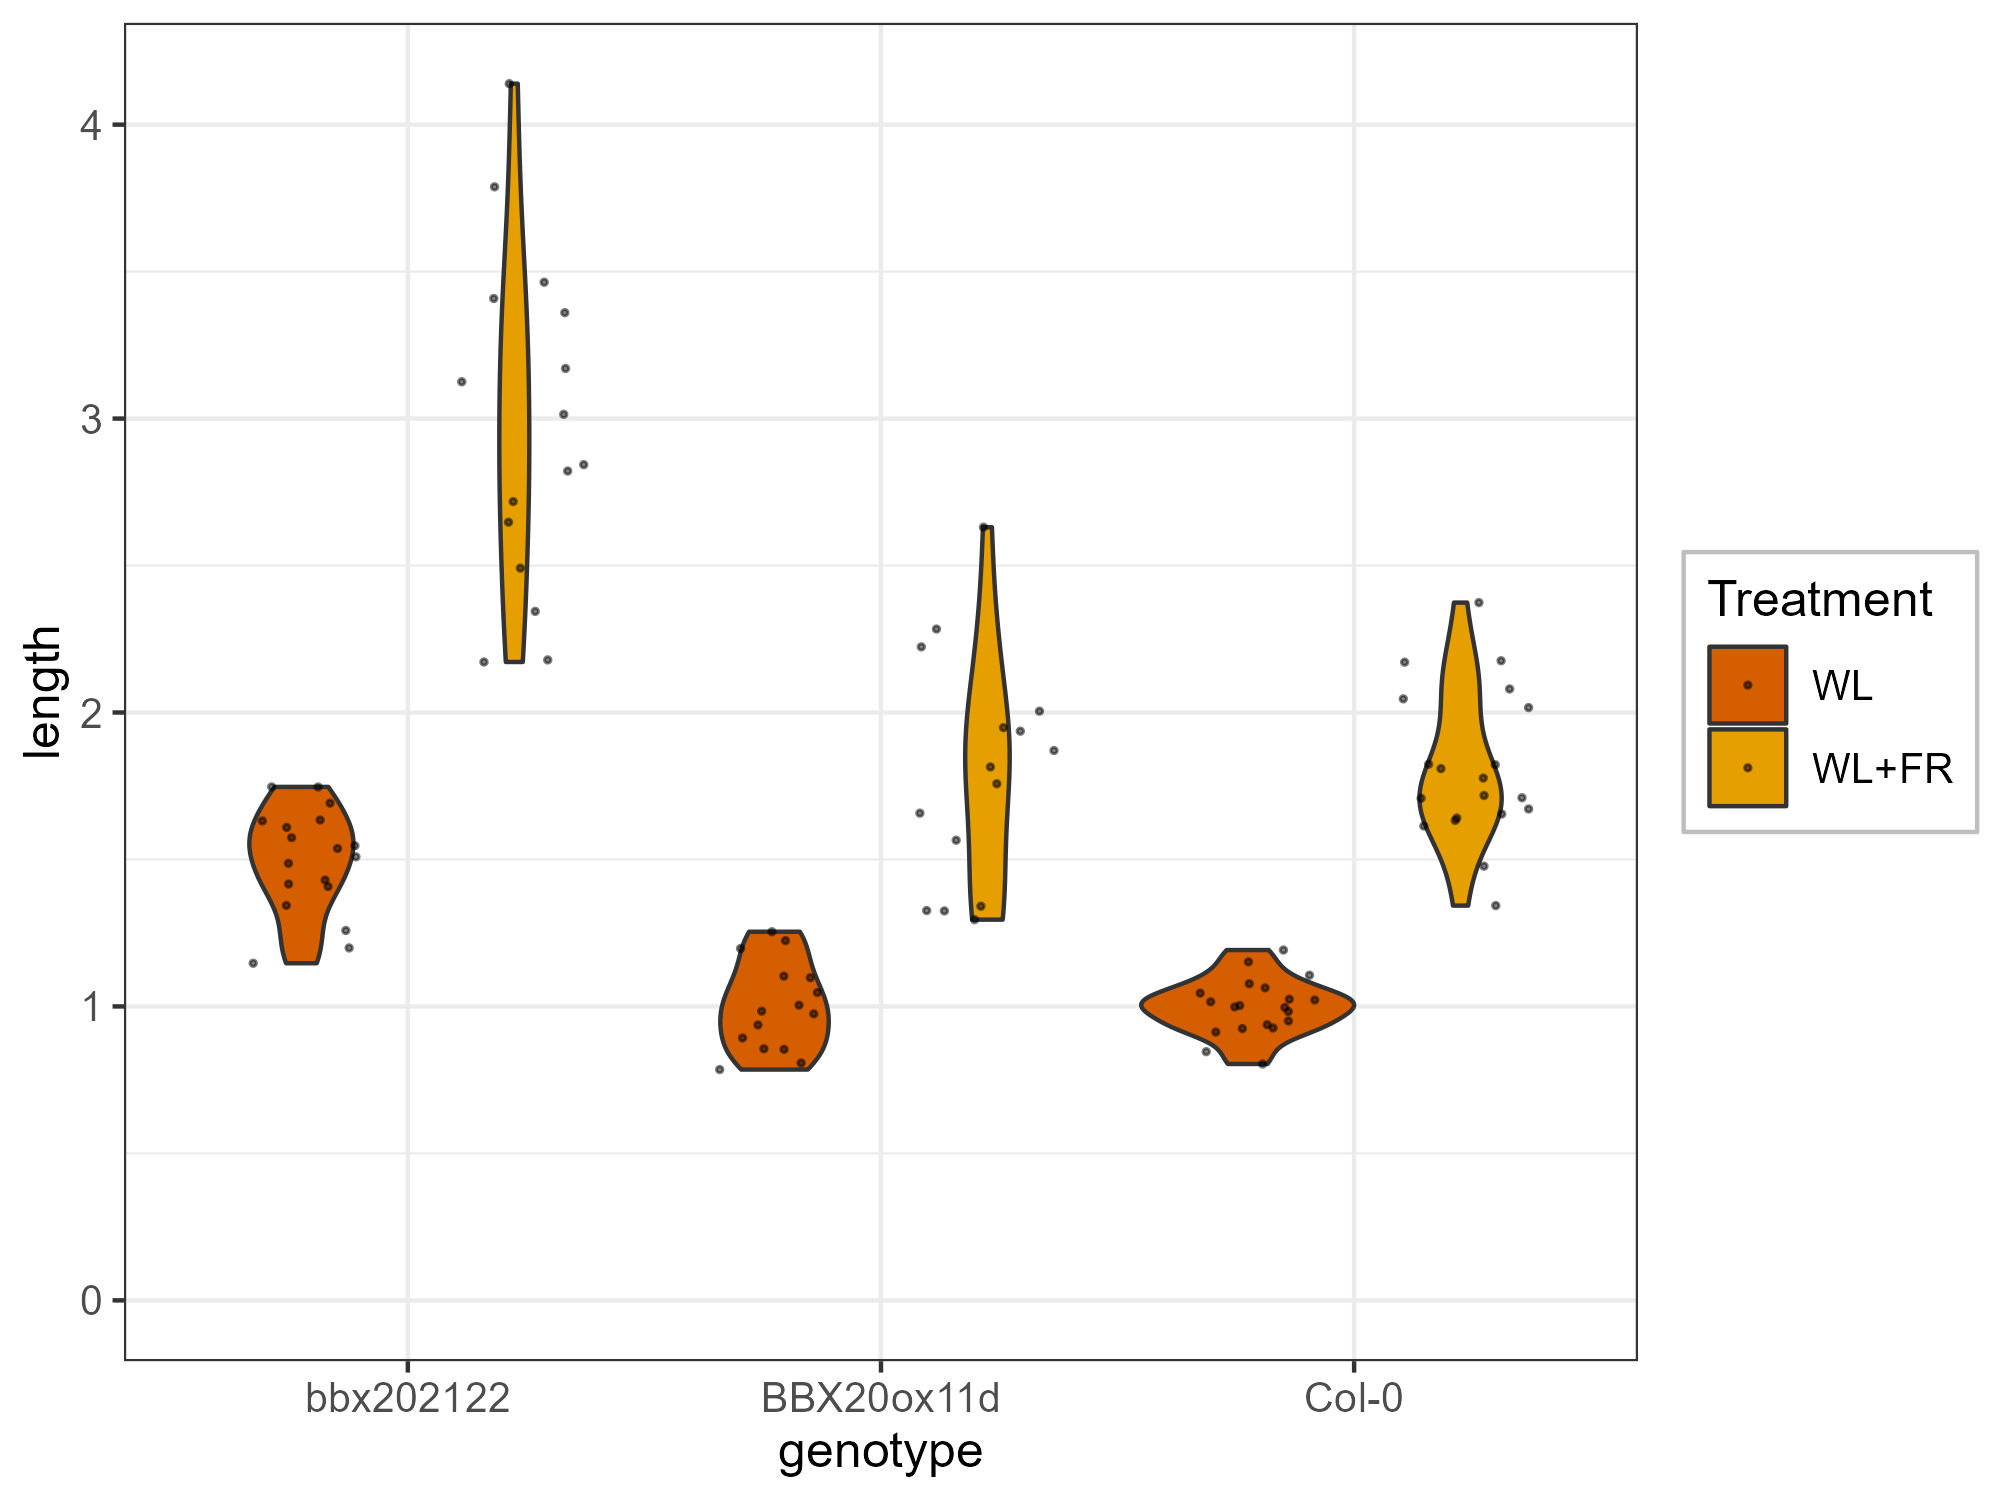 4
3
2
1
0
length
bbx202122
BBX20ox11d
Col-0
genotype
Treatment
WL
WL+FR